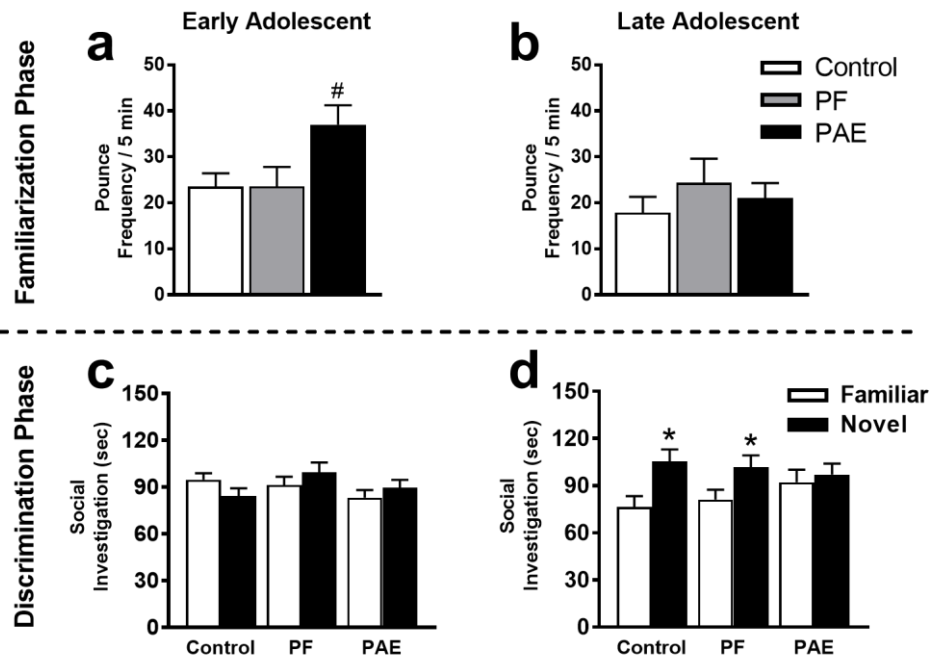 Early Adolescent
Late Adolescent
Familiarization Phase
a
Pounce
Frequency / 5 min
50
40
30
20
10
0
#
b
Pounce
Frequency / 5 min
50
40
30
20
10
0
Control
PF
PAE
Discrimination Phase
c
Social
Investigation (sec)
150
120
90
60
30
0
Control PF PAE
d
Social
Investigation (sec)
150
120
90
60
30
0
* *
Familiar
Novel
Control PF PAE